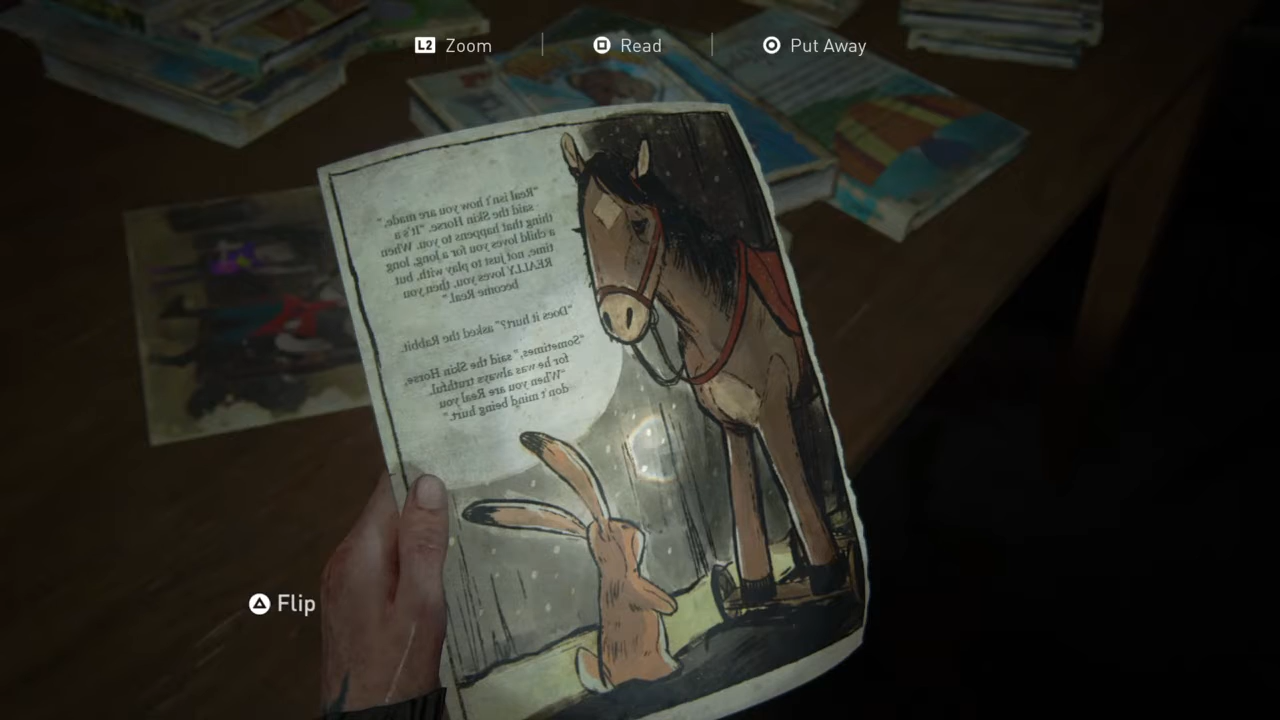 L2 Zoom
Read
Put Away
"Real isn't how you are made,"
said the Skin Horse. "It's a
thing that happens to you. When
a child loves you for a long, long
time, not just to play with, but
REALLY loves you, then you
become Real."
"Does it hurt?" asked the Rabbit.
"Sometimes," said the Skin Horse,
for he was always truthful.
"When you are Real you
don't mind being hurt."
Flip